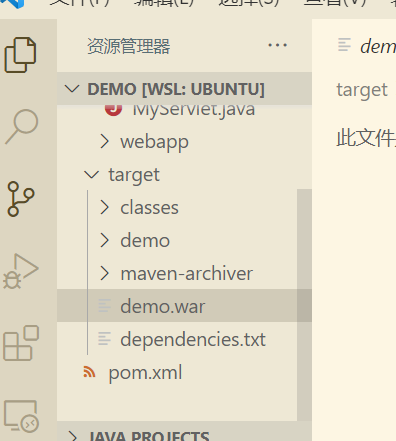 资源管理器
DEMO [WSL: UBUNTU]
MyServlet.java
webapp
target
classes
demo
maven-archiver
demo.war
dependencies.txt
pom.xml
JAVA PROJECTS
dem
target
此文件